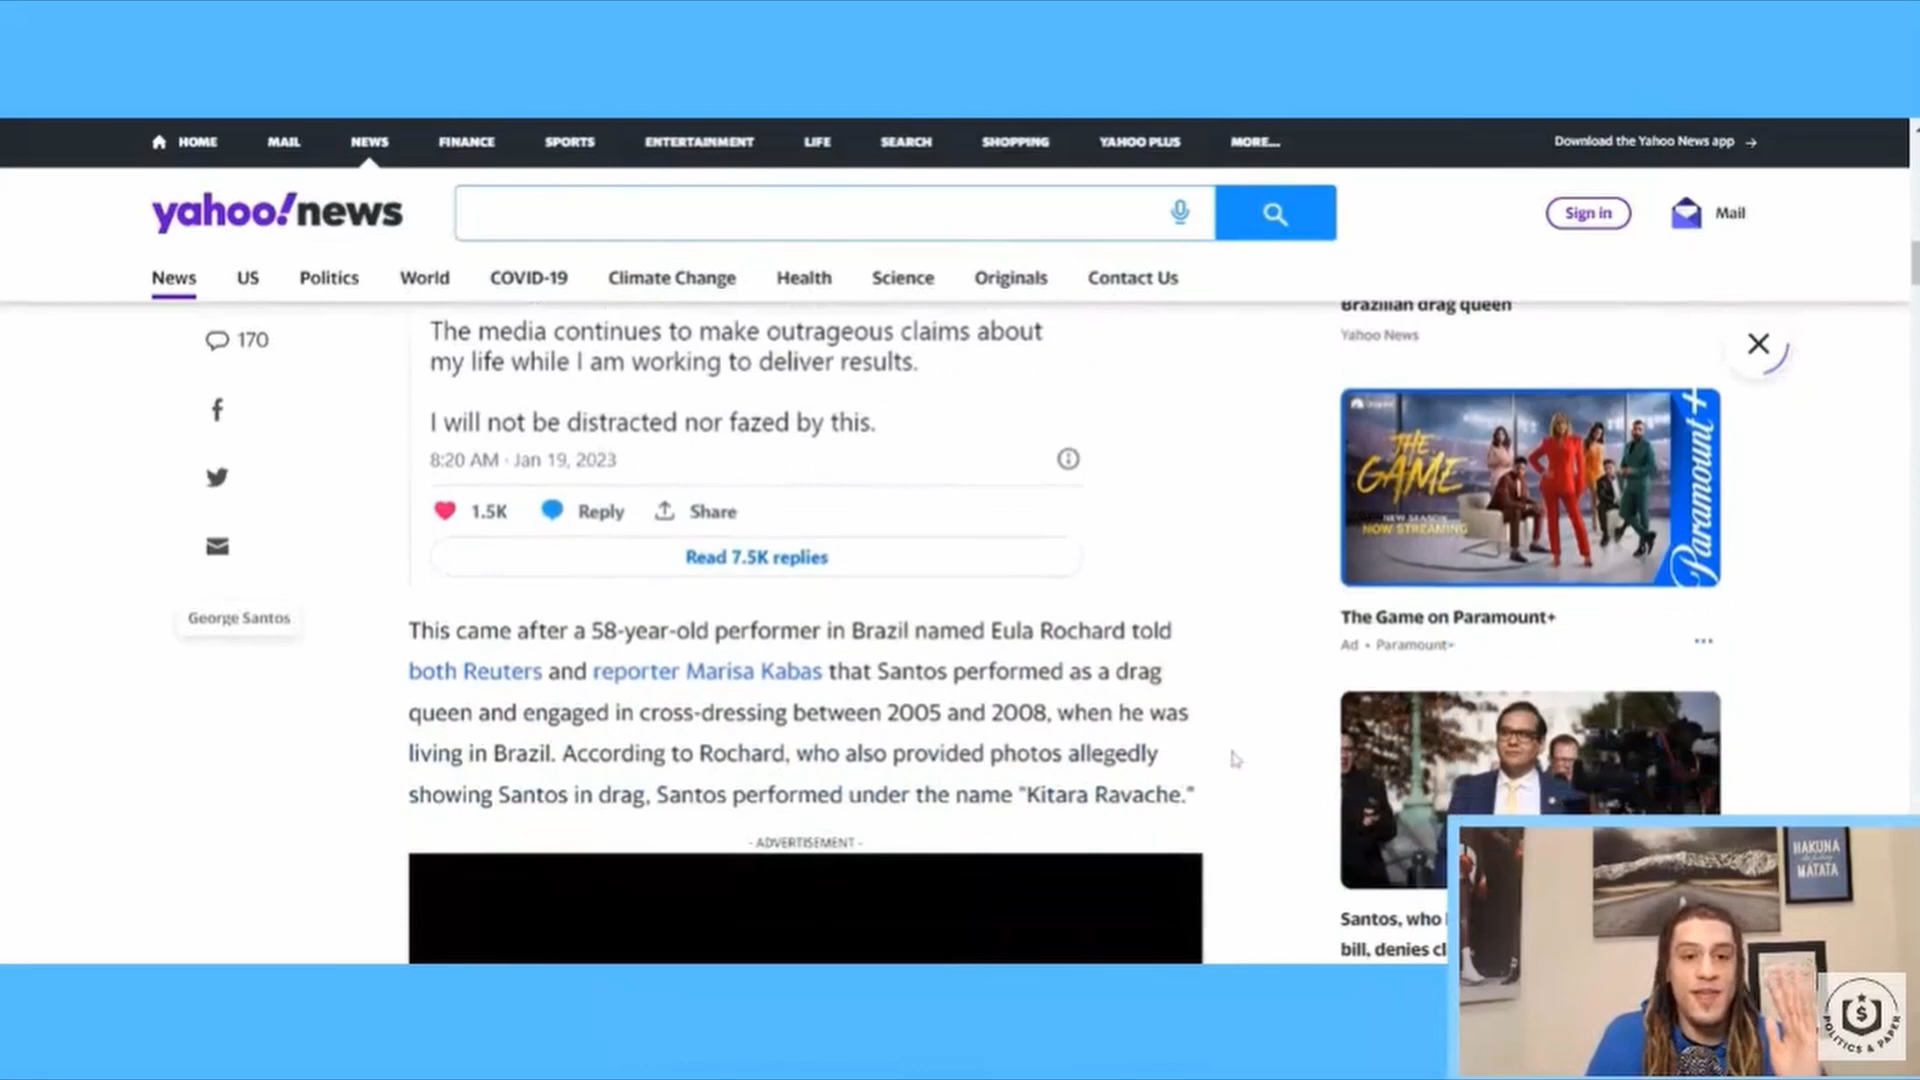 HOME MAIL NEWS FINANCE SPORTS ENTERTAINMENT LIFE SEARCH SHOPPING YAHOO PLUS MORE... Download the Yahoo News app →
yahoo!news
Sign in
Mail
News US Politics World COVID-19 Climate Change Health Science Originals Contact Us
170
George Santos
The media continues to make outrageous claims about
my life while I am working to deliver results.
I will not be distracted nor fazed by this.
8:20 AM · Jan 19, 2023
1.5K Reply Share
Read 7.5K replies
This came after a 58-year-old performer in Brazil named Eula Rochard told
both Reuters and reporter Marisa Kabas that Santos performed as a drag
queen and engaged in cross-dressing between 2005 and 2008, when he was
living in Brazil. According to Rochard, who also provided photos allegedly
showing Santos in drag, Santos performed under the name "Kitara Ravache."
- ADVERTISEMENT -
Brazilian drag queen
Yahoo News
THE
GAME
NEW SEASON
NOW STREAMING
Paramount+
The Game on Paramount+
Ad • Paramount+
...
Santos, who
bill, denies cl
HAKUNA
MATATA
$
POLITICS & PAPER